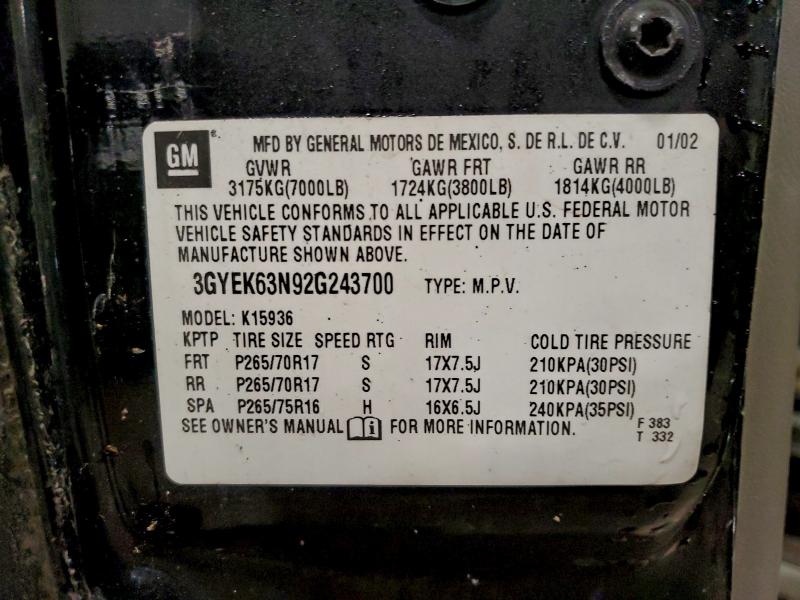 GM ® MFD BY GENERAL MOTORS DE MEXICO, S. DE R.L. DE C.V. 01/02
GVWR GAWR FRT GAWR RR
3175KG(7000LB) 1724KG(3800LB) 1814KG(4000LB)
THIS VEHICLE CONFORMS TO ALL APPLICABLE U.S. FEDERAL MOTOR
VEHICLE SAFETY STANDARDS IN EFFECT ON THE DATE OF
MANUFACTURE SHOWN ABOVE.
3GYEK63N92G243700 TYPE: M.P.V.
MODEL: K15936
KPTP TIRE SIZE SPEED RTG RIM COLD TIRE PRESSURE
FRT P265/70R17 S 17X7.5J 210KPA(30PSI)
RR P265/70R17 S 17X7.5J 210KPA(30PSI)
SPA P265/75R16 H 16X6.5J 240KPA(35PSI)
SEE OWNER'S MANUAL i FOR MORE INFORMATION. F 383
T 332